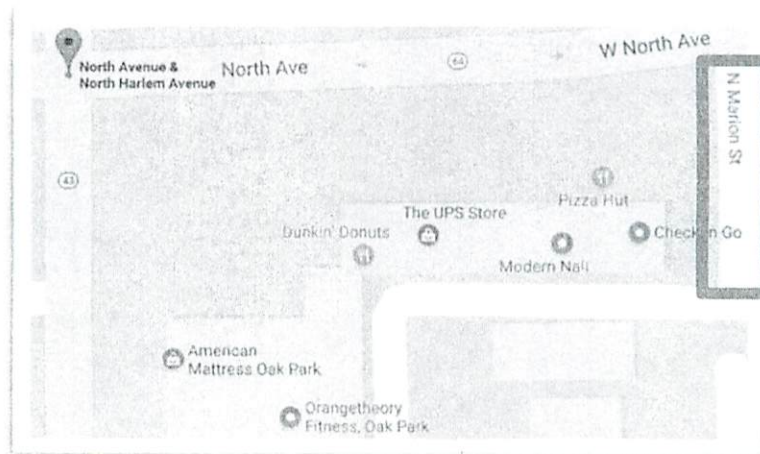 W North Ave
North Ave
64
North Avenue &
North Harlem Avenue
N Marion St
43
Pizza Hut
The UPS Store
Dunkin' Donuts
Check n Go
Modern Nail
American
Mattress Oak Park
Orangetheory
Fitness, Oak Park